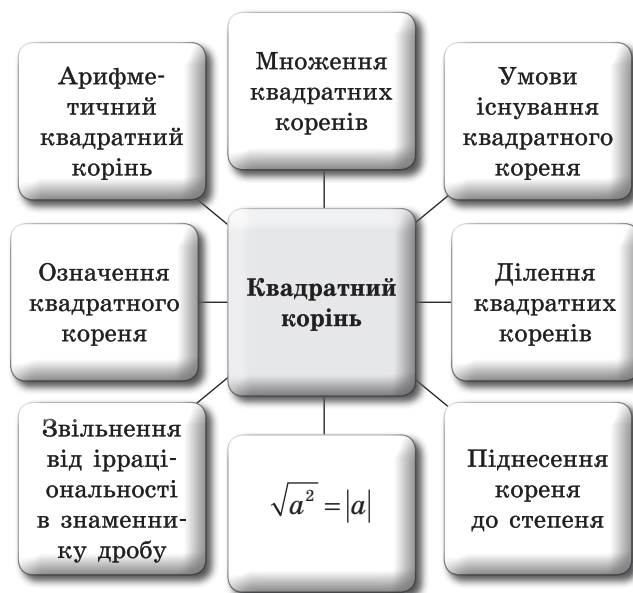 Арифме-
тичний
квадратний
корінь
Множення
квадратних
коренів
Умови
існування
квадратного
кореня
Означення
квадратного
кореня
Квадратний
корінь
Ділення
квадратних
коренів
Звільнення
від ірраці-
ональності
в знаменни-
ку дробу
√a² = |a|
Піднесення
кореня
до степеня